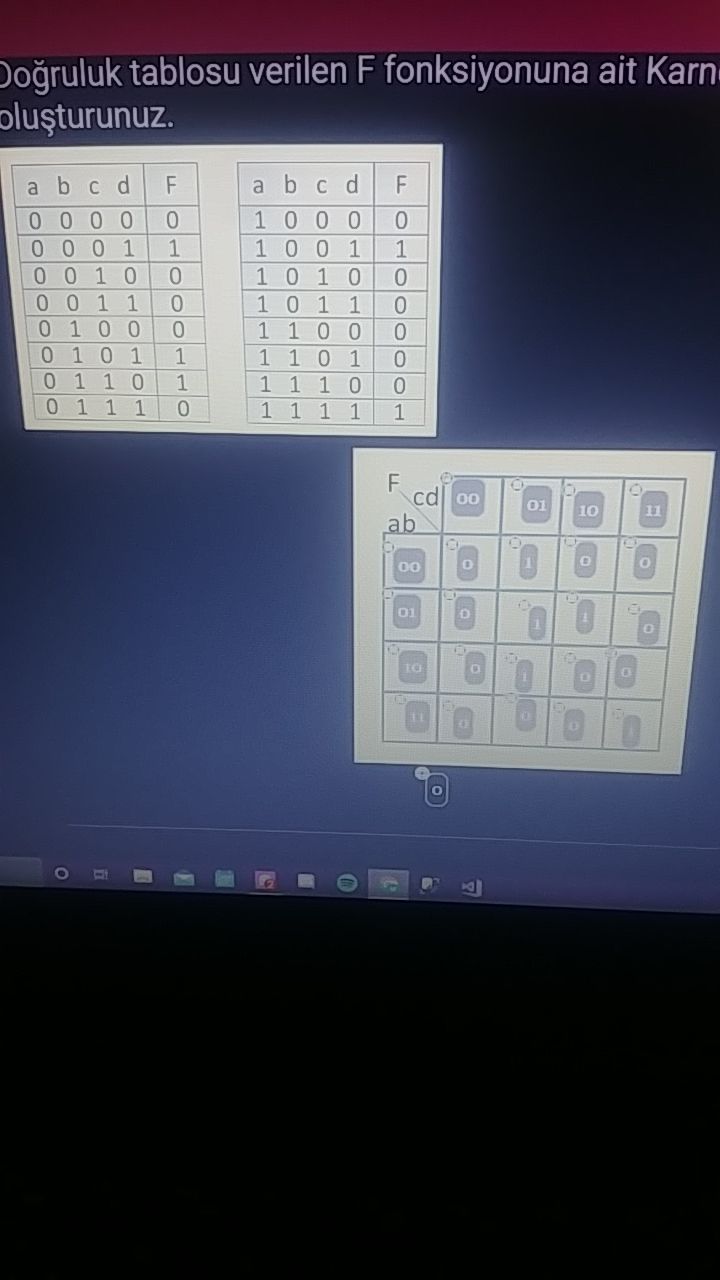 Doğruluk tablosu verilen F fonksiyonuna ait
oluşturunuz.
a b c d F
0 0 0 0 0
0 0 0 1 1
0 0 1 0 0
0 0 1 1 0
0 1 0 0 0
0 1 0 1 1
0 1 1 0 1
0 1 1 1 0
a b c d F
1 0 0 0 0
1 0 0 1 1
1 0 1 0 0
1 0 1 1 0
1 1 0 0 0
1 1 0 1 0
1 1 1 0 0
1 1 1 1 1
F cd ab 00 01 10 11
00 0 1 0 0
01 0 1 1 0
10 0 1 0 0
11 0 0 0 1
0